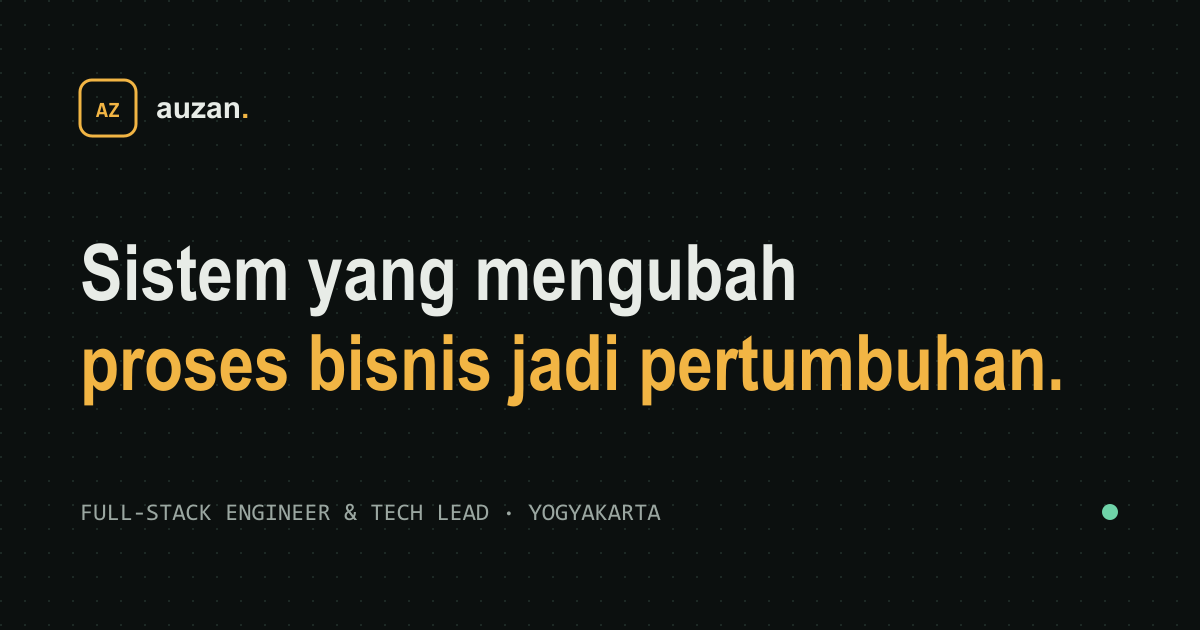 AZ
auzan.
Sistem yang mengubah
proses bisnis jadi pertumbuhan.
FULL-STACK ENGINEER & TECH LEAD · YOGYAKARTA